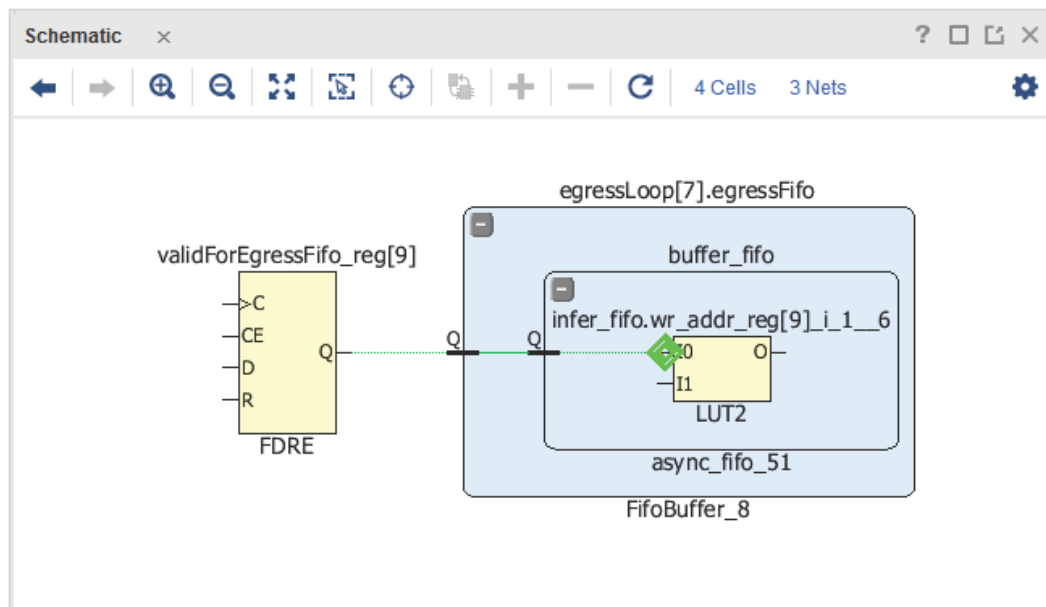 Schematic
4 Cells 3 Nets
egressLoop[7].egressFifo
validForEgressFifo_reg[9]
buffer_fifo
infer_fifo.wr_addr_reg[9]_i_1__6
C
CE
D
R
Q
Q
Q
I0
O
I1
LUT2
FDRE
async_fifo_51
FifoBuffer_8